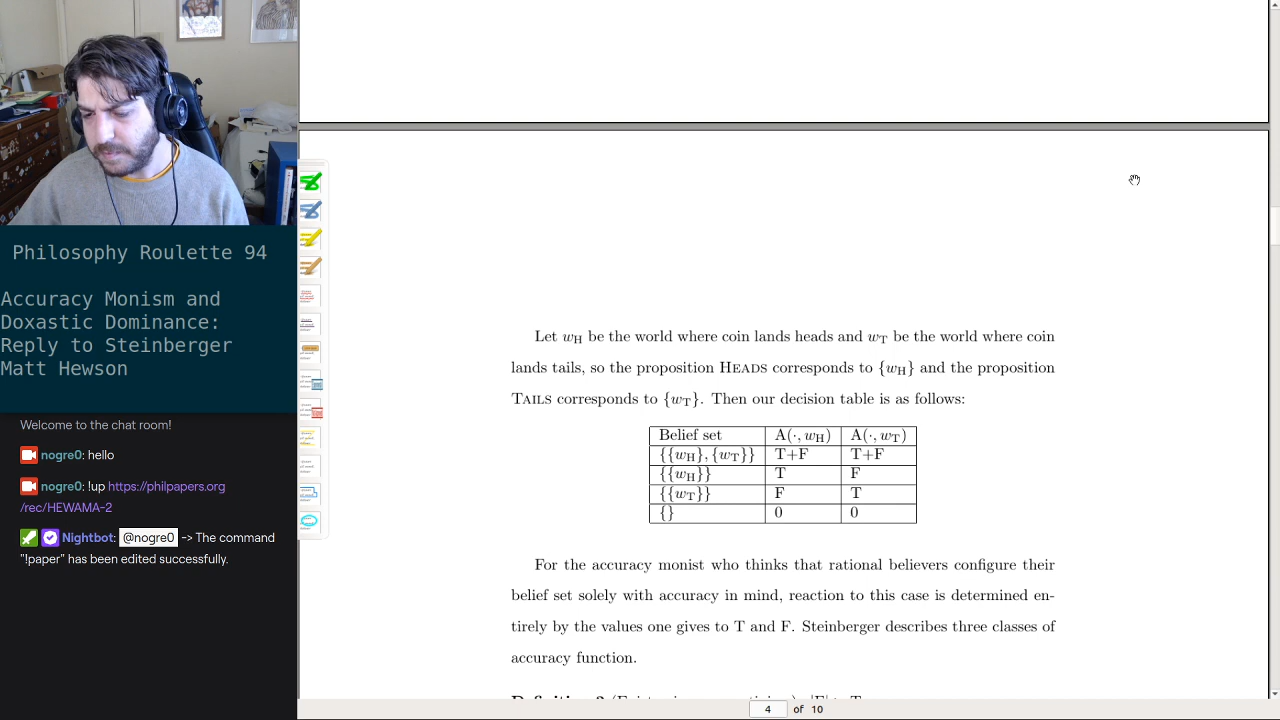 Philosophy Roulette 94
Accuracy Monism and
Doxastic Dominance:
Reply to Steinberger
Matt Hewson
Welcome to the chat room!
nogre0: hello
nogre0: !up https://philpapers.org
/rec/HEWAMA-2
Nightbot: @nogre0 -> The command
"!paper" has been edited successfully.
Let wH be the world where coin lands heads and wT be the world where coin
lands tails, so the proposition HEADS corresponds to {wH} and the proposition
TAILS corresponds to {wT}. Then our decision table is as follows:
Belief set A(·, wH) A(·, wT)
{{wH}, {wT}} T+F T+F
{{wH}} T F
{{wT}} F T
{} 0 0
For the accuracy monist who thinks that rational believers configure their
belief set solely with accuracy in mind, reaction to this case is determined en-
tirely by the values one gives to T and F. Steinberger describes three classes of
accuracy function.
4 of 10